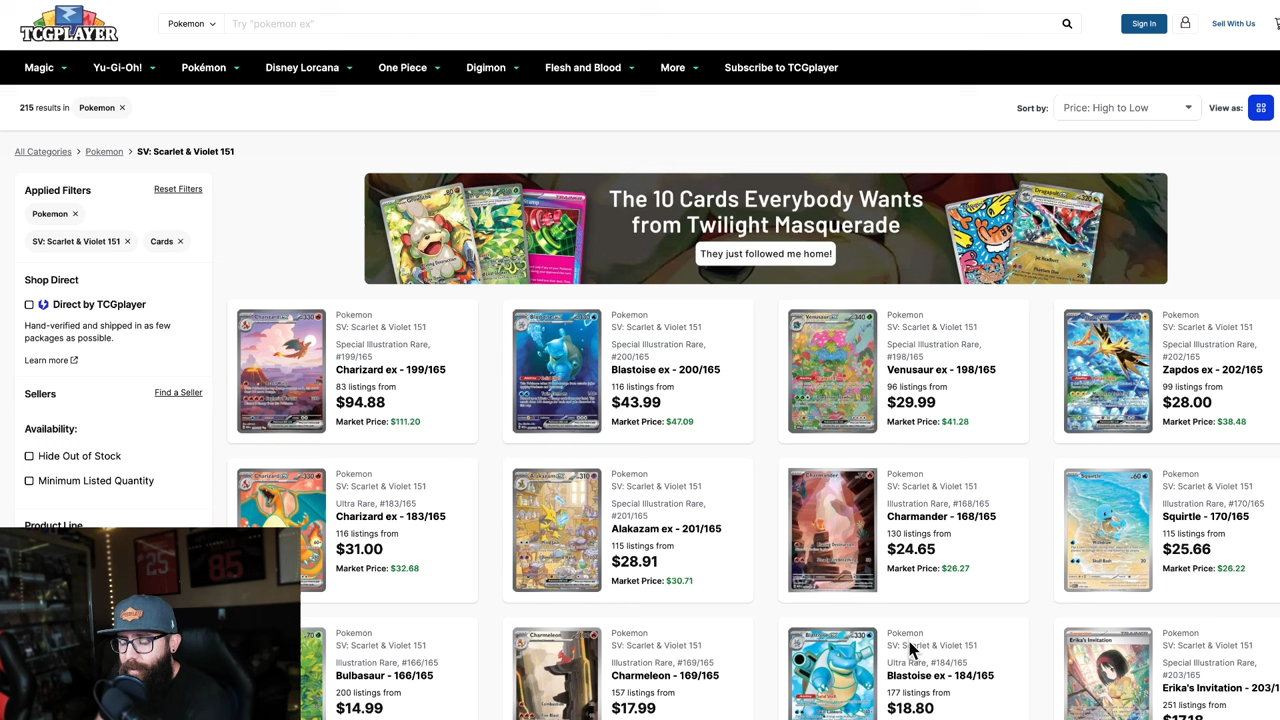 TCGPLAYER
Pokemon
Try "pokemon ex"
Sign In
Sell With Us
Magic
Yu-Gi-Oh!
Pokémon
Disney Lorcana
One Piece
Digimon
Flesh and Blood
More
Subscribe to TCGplayer
215 results in
Pokemon ×
Sort by:
Price: High to Low
View as:
All Categories > Pokemon > SV: Scarlet & Violet 151
Applied Filters
Reset Filters
Pokemon ×
SV: Scarlet & Violet 151 ×
Cards ×
Shop Direct
Direct by TCGplayer
Hand-verified and shipped in as few
packages as possible.
Learn more
Sellers
Find a Seller
Availability:
Hide Out of Stock
Minimum Listed Quantity
Product Line
25
85
The 10 Cards Everybody Wants
from Twilight Masquerade
They just followed me home!
Pokemon
SV: Scarlet & Violet 151
Special Illustration Rare,
#199/165
Charizard ex - 199/165
83 listings from
$94.88
Market Price: $111.20
Pokemon
SV: Scarlet & Violet 151
Special Illustration Rare,
#200/165
Blastoise ex - 200/165
116 listings from
$43.99
Market Price: $47.09
Pokemon
SV: Scarlet & Violet 151
Special Illustration Rare,
#198/165
Venusaur ex - 198/165
96 listings from
$29.99
Market Price: $41.28
Pokemon
SV: Scarlet & Violet 151
Special Illustration Rare,
#202/165
Zapdos ex - 202/165
99 listings from
$28.00
Market Price: $38.48
Pokemon
SV: Scarlet & Violet 151
Ultra Rare, #183/165
Charizard ex - 183/165
116 listings from
$31.00
Market Price: $32.68
Pokemon
SV: Scarlet & Violet 151
Special Illustration Rare,
#201/165
Alakazam ex - 201/165
115 listings from
$28.91
Market Price: $30.71
Pokemon
SV: Scarlet & Violet 151
Illustration Rare, #168/165
Charmander - 168/165
130 listings from
$24.65
Market Price: $26.27
Pokemon
SV: Scarlet & Violet 151
Illustration Rare, #170/165
Squirtle - 170/165
115 listings from
$25.66
Market Price: $26.22
Pokemon
SV: Scarlet & Violet 151
Illustration Rare, #166/165
Bulbasaur - 166/165
200 listings from
$14.99
Pokemon
SV: Scarlet & Violet 151
Illustration Rare, #169/165
Charmeleon - 169/165
157 listings from
$17.99
Pokemon
SV: Scarlet & Violet 151
Ultra Rare, #184/165
Blastoise ex - 184/165
177 listings from
$18.80
Pokemon
SV: Scarlet & Violet 151
Special Illustration Rare,
#203/165
Erika's Invitation - 203/1
251 listings from
$17.18